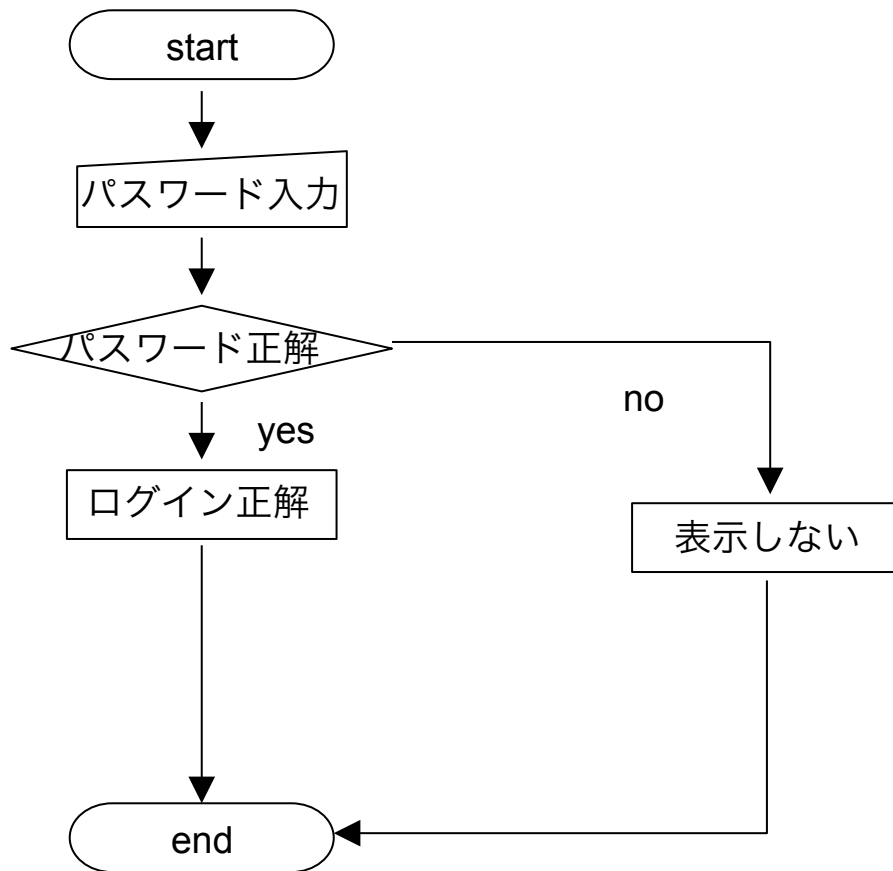 start
パスワード入力
パスワード正解
yes
no
ログイン正解
表示しない
end